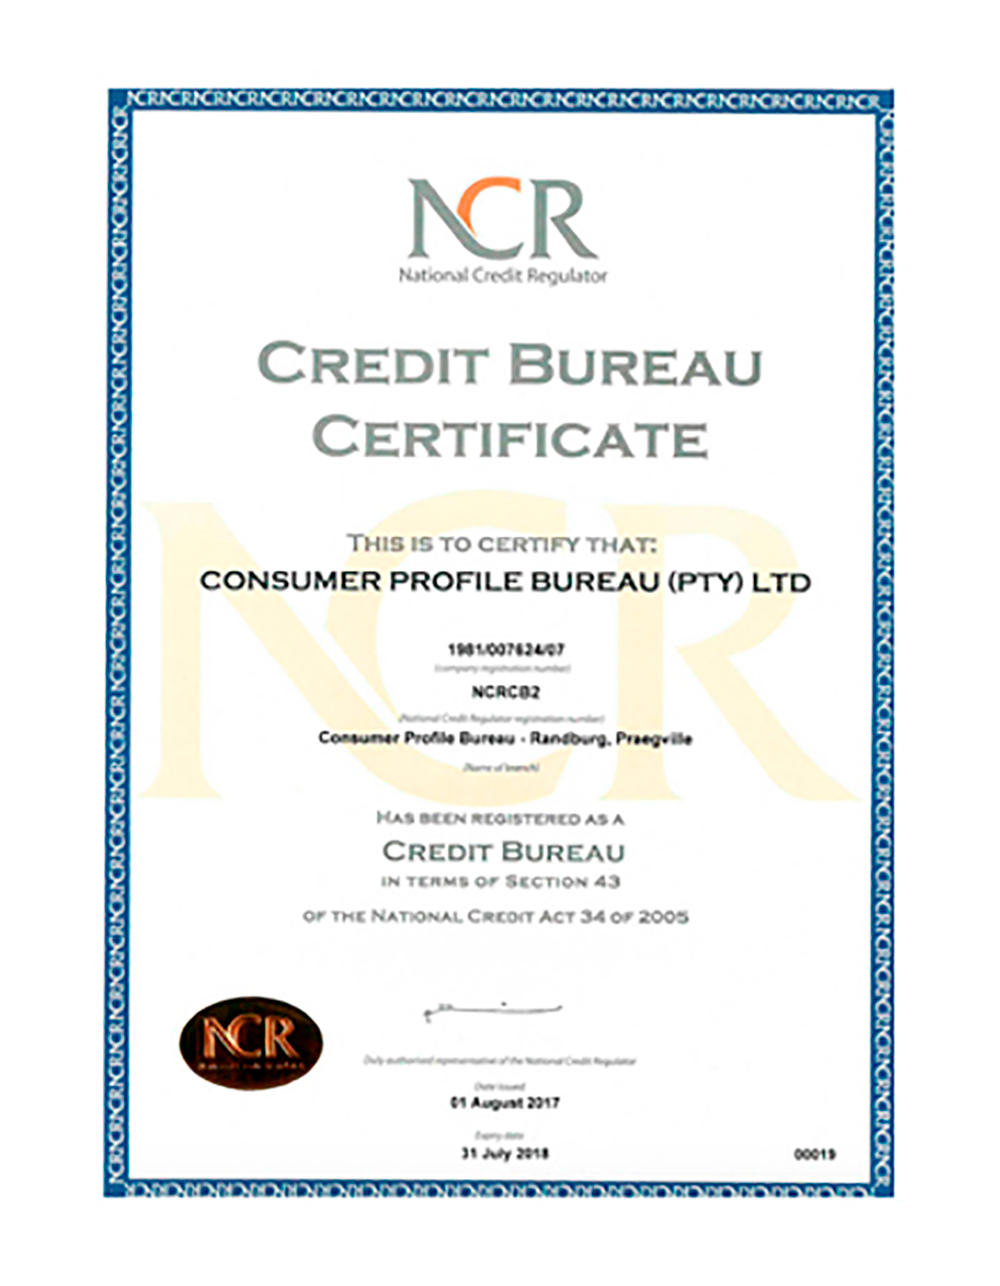 NCR
National Credit Regulator
CREDIT BUREAU
CERTIFICATE
THIS IS TO CERTIFY THAT:
CONSUMER PROFILE BUREAU (PTY) LTD
1981/007624/07
(company registration number)
NCRCB2
(National Credit Regulator registration number)
Consumer Profile Bureau - Randburg, Praegville
(Name of branch)
HAS BEEN REGISTERED AS A
CREDIT BUREAU
IN TERMS OF SECTION 43
OF THE NATIONAL CREDIT ACT 34 OF 2005
NCR
Duly authorised representative of the National Credit Regulator
Date issued
01 August 2017
Expiry date
31 July 2018
00019